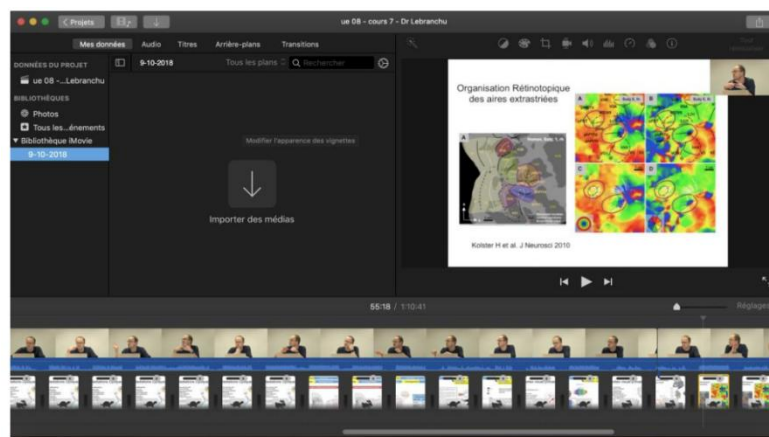 Projets
ue 08 - cours 7 - Dr Lebranchu
Mes données Audio Titres Arrière-plans Transitions
DONNÉES DU PROJET
9-10-2018
Tous les plans
Rechercher
ue 08 -...Lebranchu
BIBLIOTHÈQUES
Photos
Tous les...énements
Bibliothèque iMovie
9-10-2018
Modifier l'apparence des vignettes
Importer des médias
Organisation Rétinotopique
des aires extrastriées
A
A
B
C
D
Kolster H et al. J Neurosci 2010
55:18 / 1:10:41
Réglages